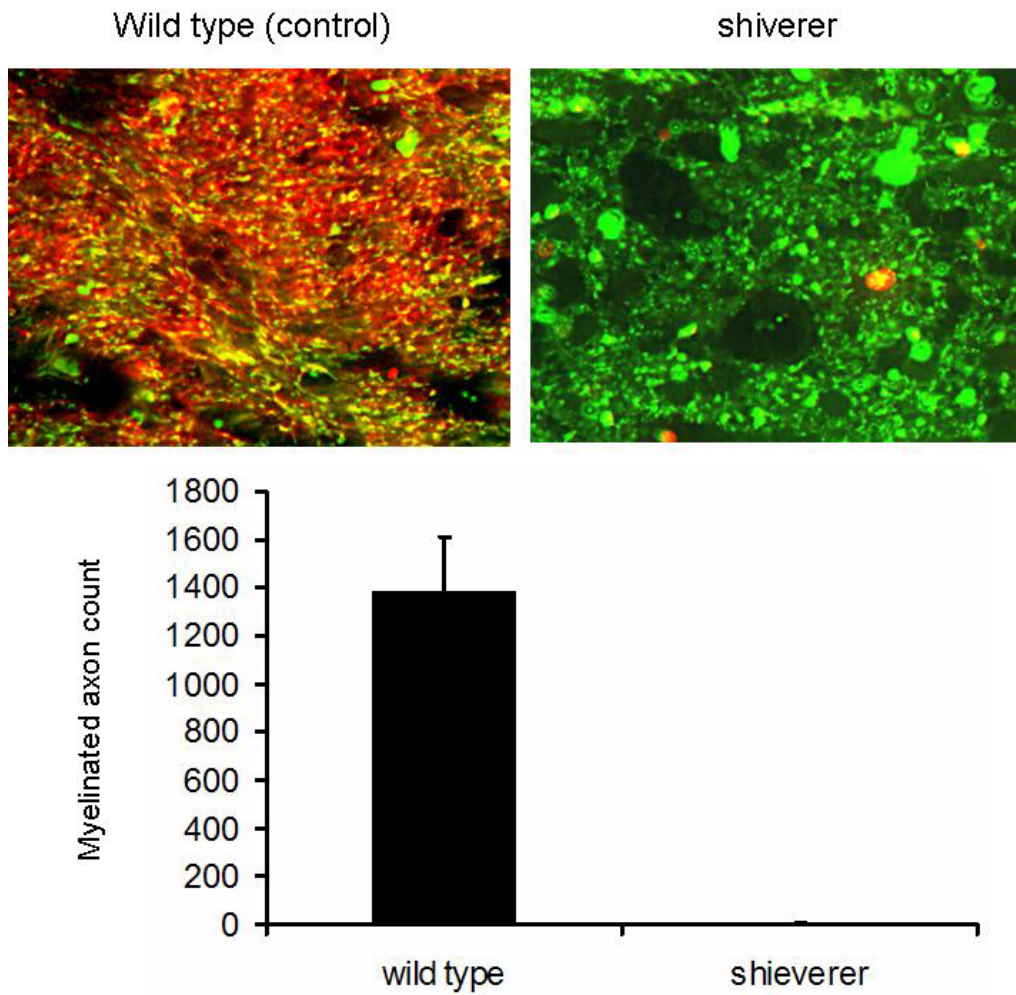 Wild type (control)
shiverer
1800
1600
1400
1200
1000
800
600
400
200
0
Myelinated axon count
wild type
shieverer